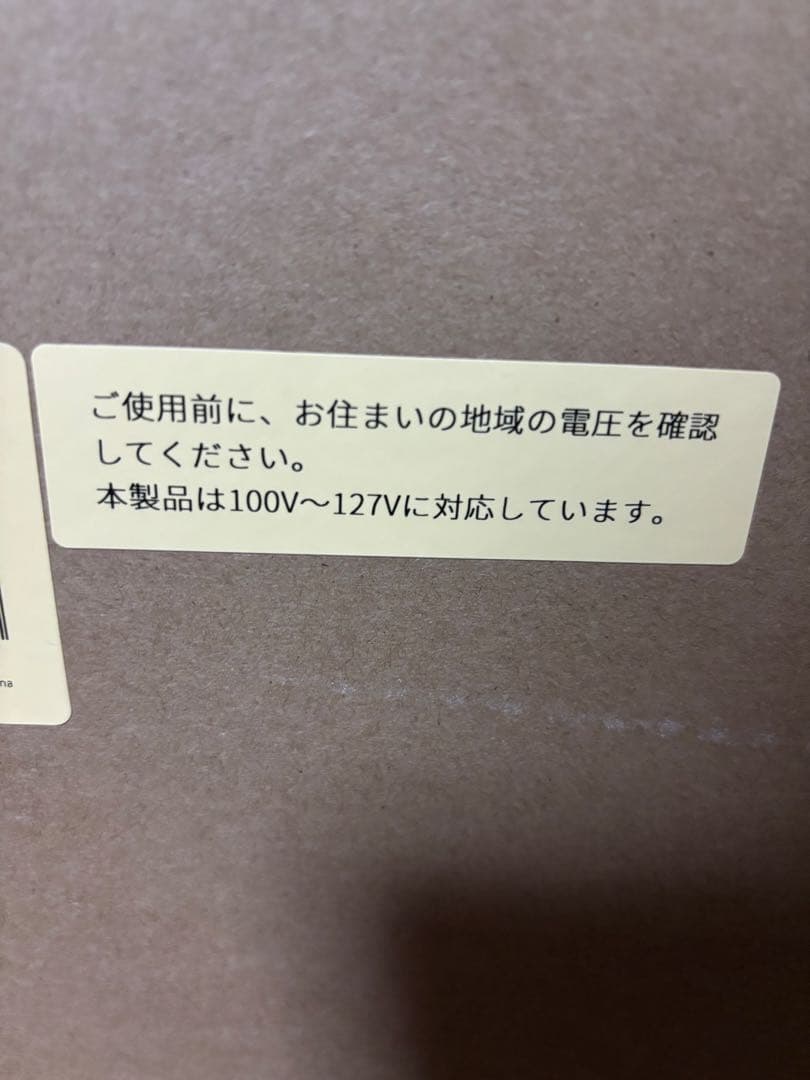 ご使用前に、お住まいの地域の電圧を確認
してください。
本製品は100V～127Vに対応しています。
na